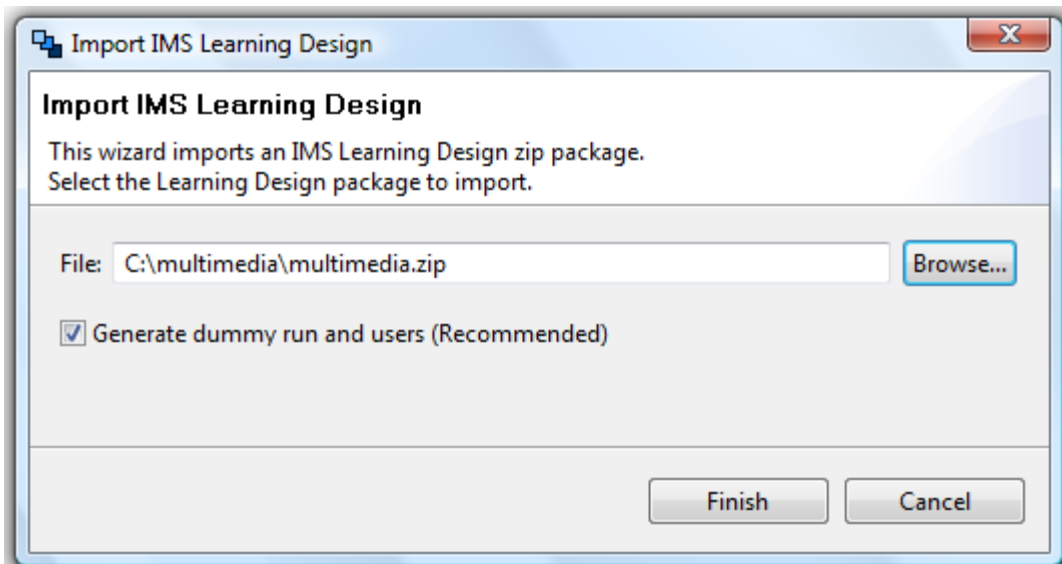 Import IMS Learning Design
Import IMS Learning Design
This wizard imports an IMS Learning Design zip package.
Select the Learning Design package to import.
File: C:\multimedia\multimedia.zip Browse...
Generate dummy run and users (Recommended)
Finish Cancel